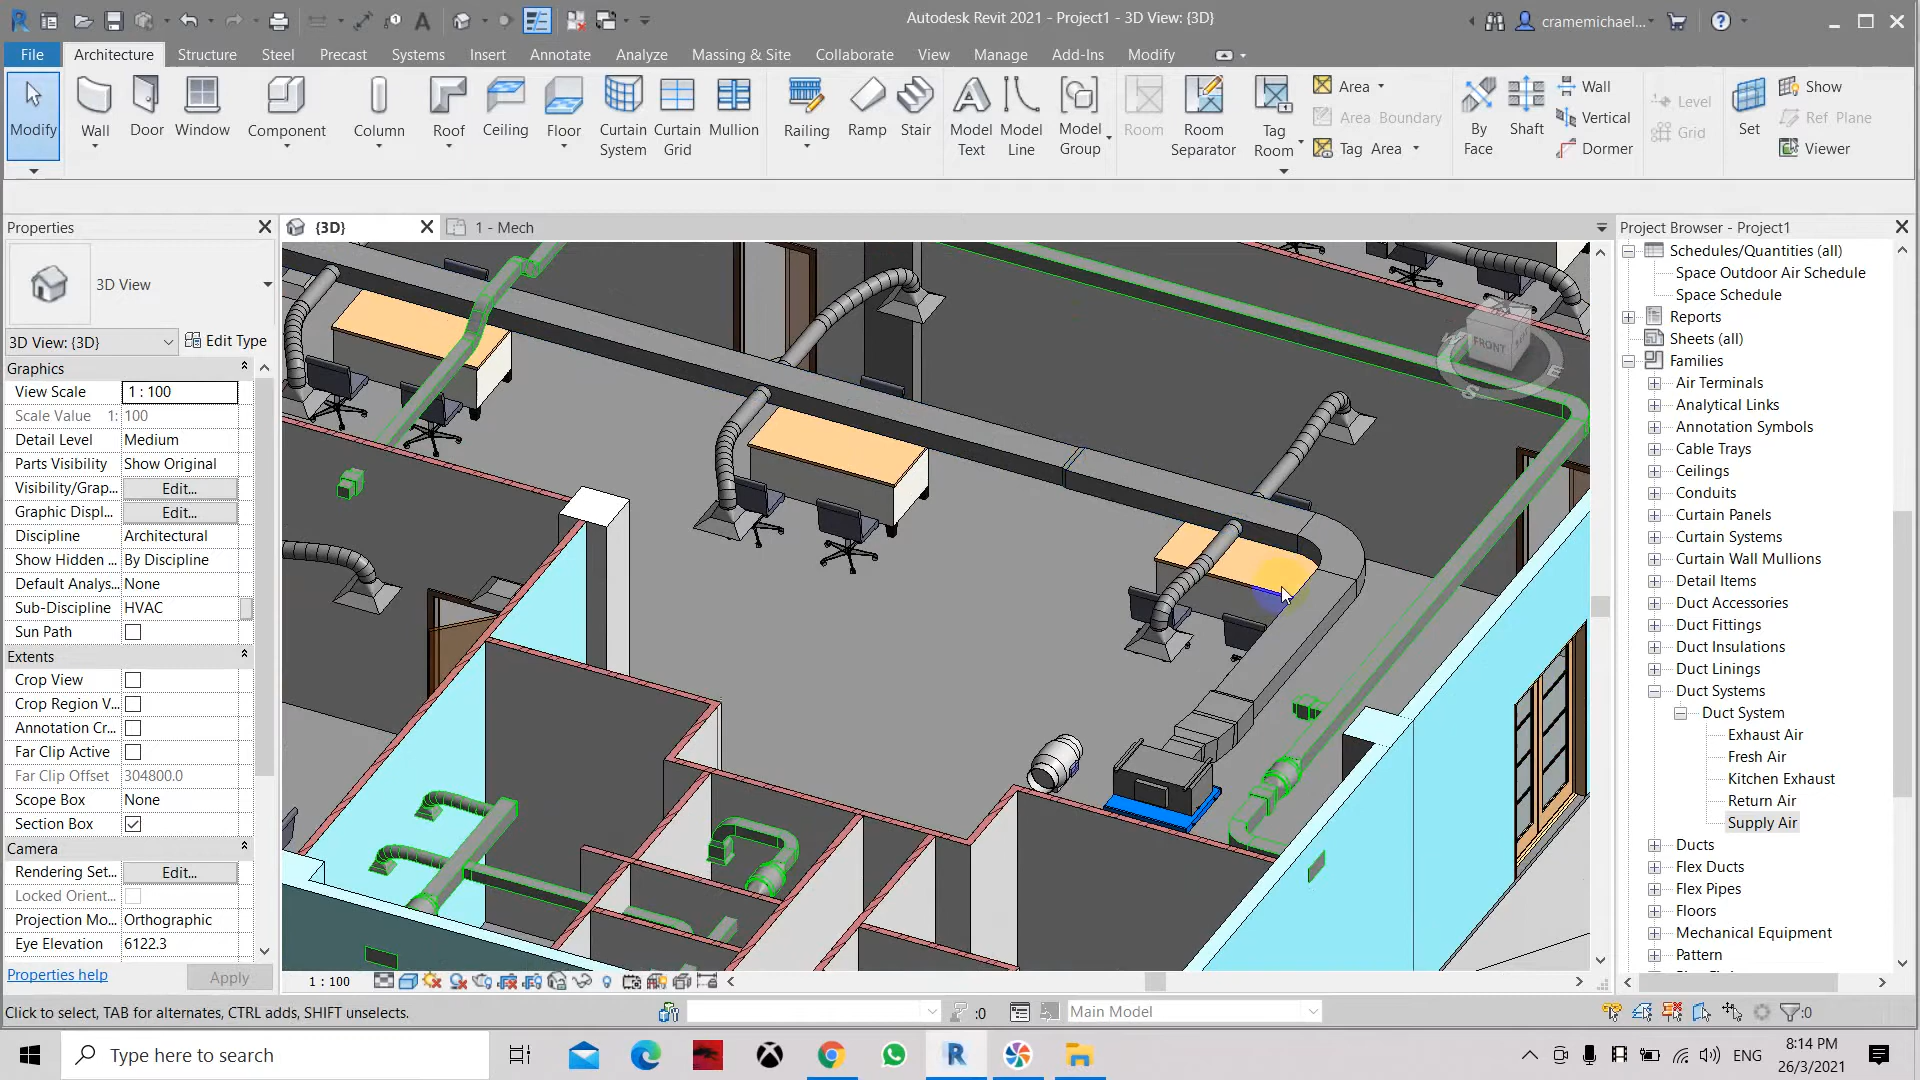 Autodesk Revit 2021 - Project1 - 3D View: {3D}
cramemichael...
File Architecture Structure Steel Precast Systems Insert Annotate Analyze Massing & Site Collaborate View Manage Add-Ins Modify
Modify
Wall
Door
Window
Component
Column
Roof
Ceiling
Floor
Curtain System
Curtain Grid
Mullion
Railing
Ramp
Stair
Model Text
Model Line
Model Group
Room
Room Separator
Tag Room
Area
Area Boundary
Tag Area
By Face
Shaft
Wall
Vertical
Dormer
Level
Grid
Set
Show
Ref Plane
Viewer
Properties
3D View
3D View: {3D}
Edit Type
Graphics
View Scale 1 : 100
Scale Value 1: 100
Detail Level Medium
Parts Visibility Show Original
Visibility/Grap... Edit...
Graphic Displ... Edit...
Discipline Architectural
Show Hidden ... By Discipline
Default Analys... None
Sub-Discipline HVAC
Sun Path
Extents
Crop View
Crop Region V...
Annotation Cr...
Far Clip Active
Far Clip Offset 304800.0
Scope Box None
Section Box
Camera
Rendering Set... Edit...
Locked Orient...
Projection Mo... Orthographic
Eye Elevation 6122.3
Properties help
Apply
{3D}
1 - Mech
FRONT
S
E
1 : 100
Project Browser - Project1
Schedules/Quantities (all)
Space Outdoor Air Schedule
Space Schedule
Reports
Sheets (all)
Families
Air Terminals
Analytical Links
Annotation Symbols
Cable Trays
Ceilings
Conduits
Curtain Panels
Curtain Systems
Curtain Wall Mullions
Detail Items
Duct Accessories
Duct Fittings
Duct Insulations
Duct Linings
Duct Systems
Duct System
Exhaust Air
Fresh Air
Kitchen Exhaust
Return Air
Supply Air
Ducts
Flex Ducts
Flex Pipes
Floors
Mechanical Equipment
Pattern
Click to select, TAB for alternates, CTRL adds, SHIFT unselects.
:0
Main Model
:0
Type here to search
ENG
8:14 PM
26/3/2021